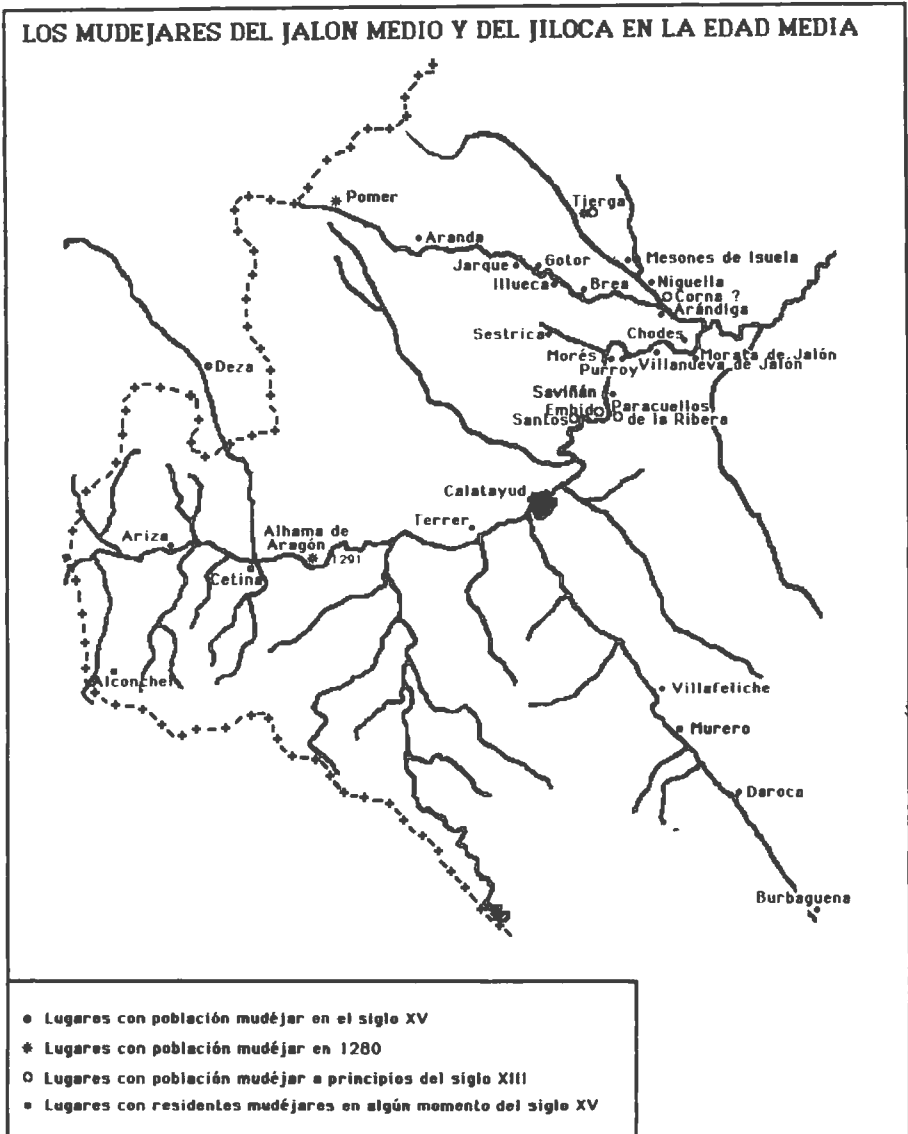 LOS MUDEJARES DEL JALON MEDIO Y DEL JILOCA EN LA EDAD MEDIA
Pomer
Tierga
Aranda
Jarque
Gotor
Mesones de Isuela
Illueca
Brea
Niguella
Corna ?
Arándiga
Sestrica
Chodes
Morés
Morata de Jalón
Purroy
Villanueva de Jalón
Deza
Saviñán
Embid
Paracuellos
Santos
de la Ribera
Calatayud
Terrer
Ariza
Alhama de
Aragón
1291
Cetina
Alconchel
Villafeliche
Murero
Daroca
Burbaguena
Lugares con población mudéjar en el siglo XV
Lugares con población mudéjar en 1280
Lugares con población mudéjar a principios del siglo XIII
Lugares con residentes mudéjares en algún momento del siglo XV